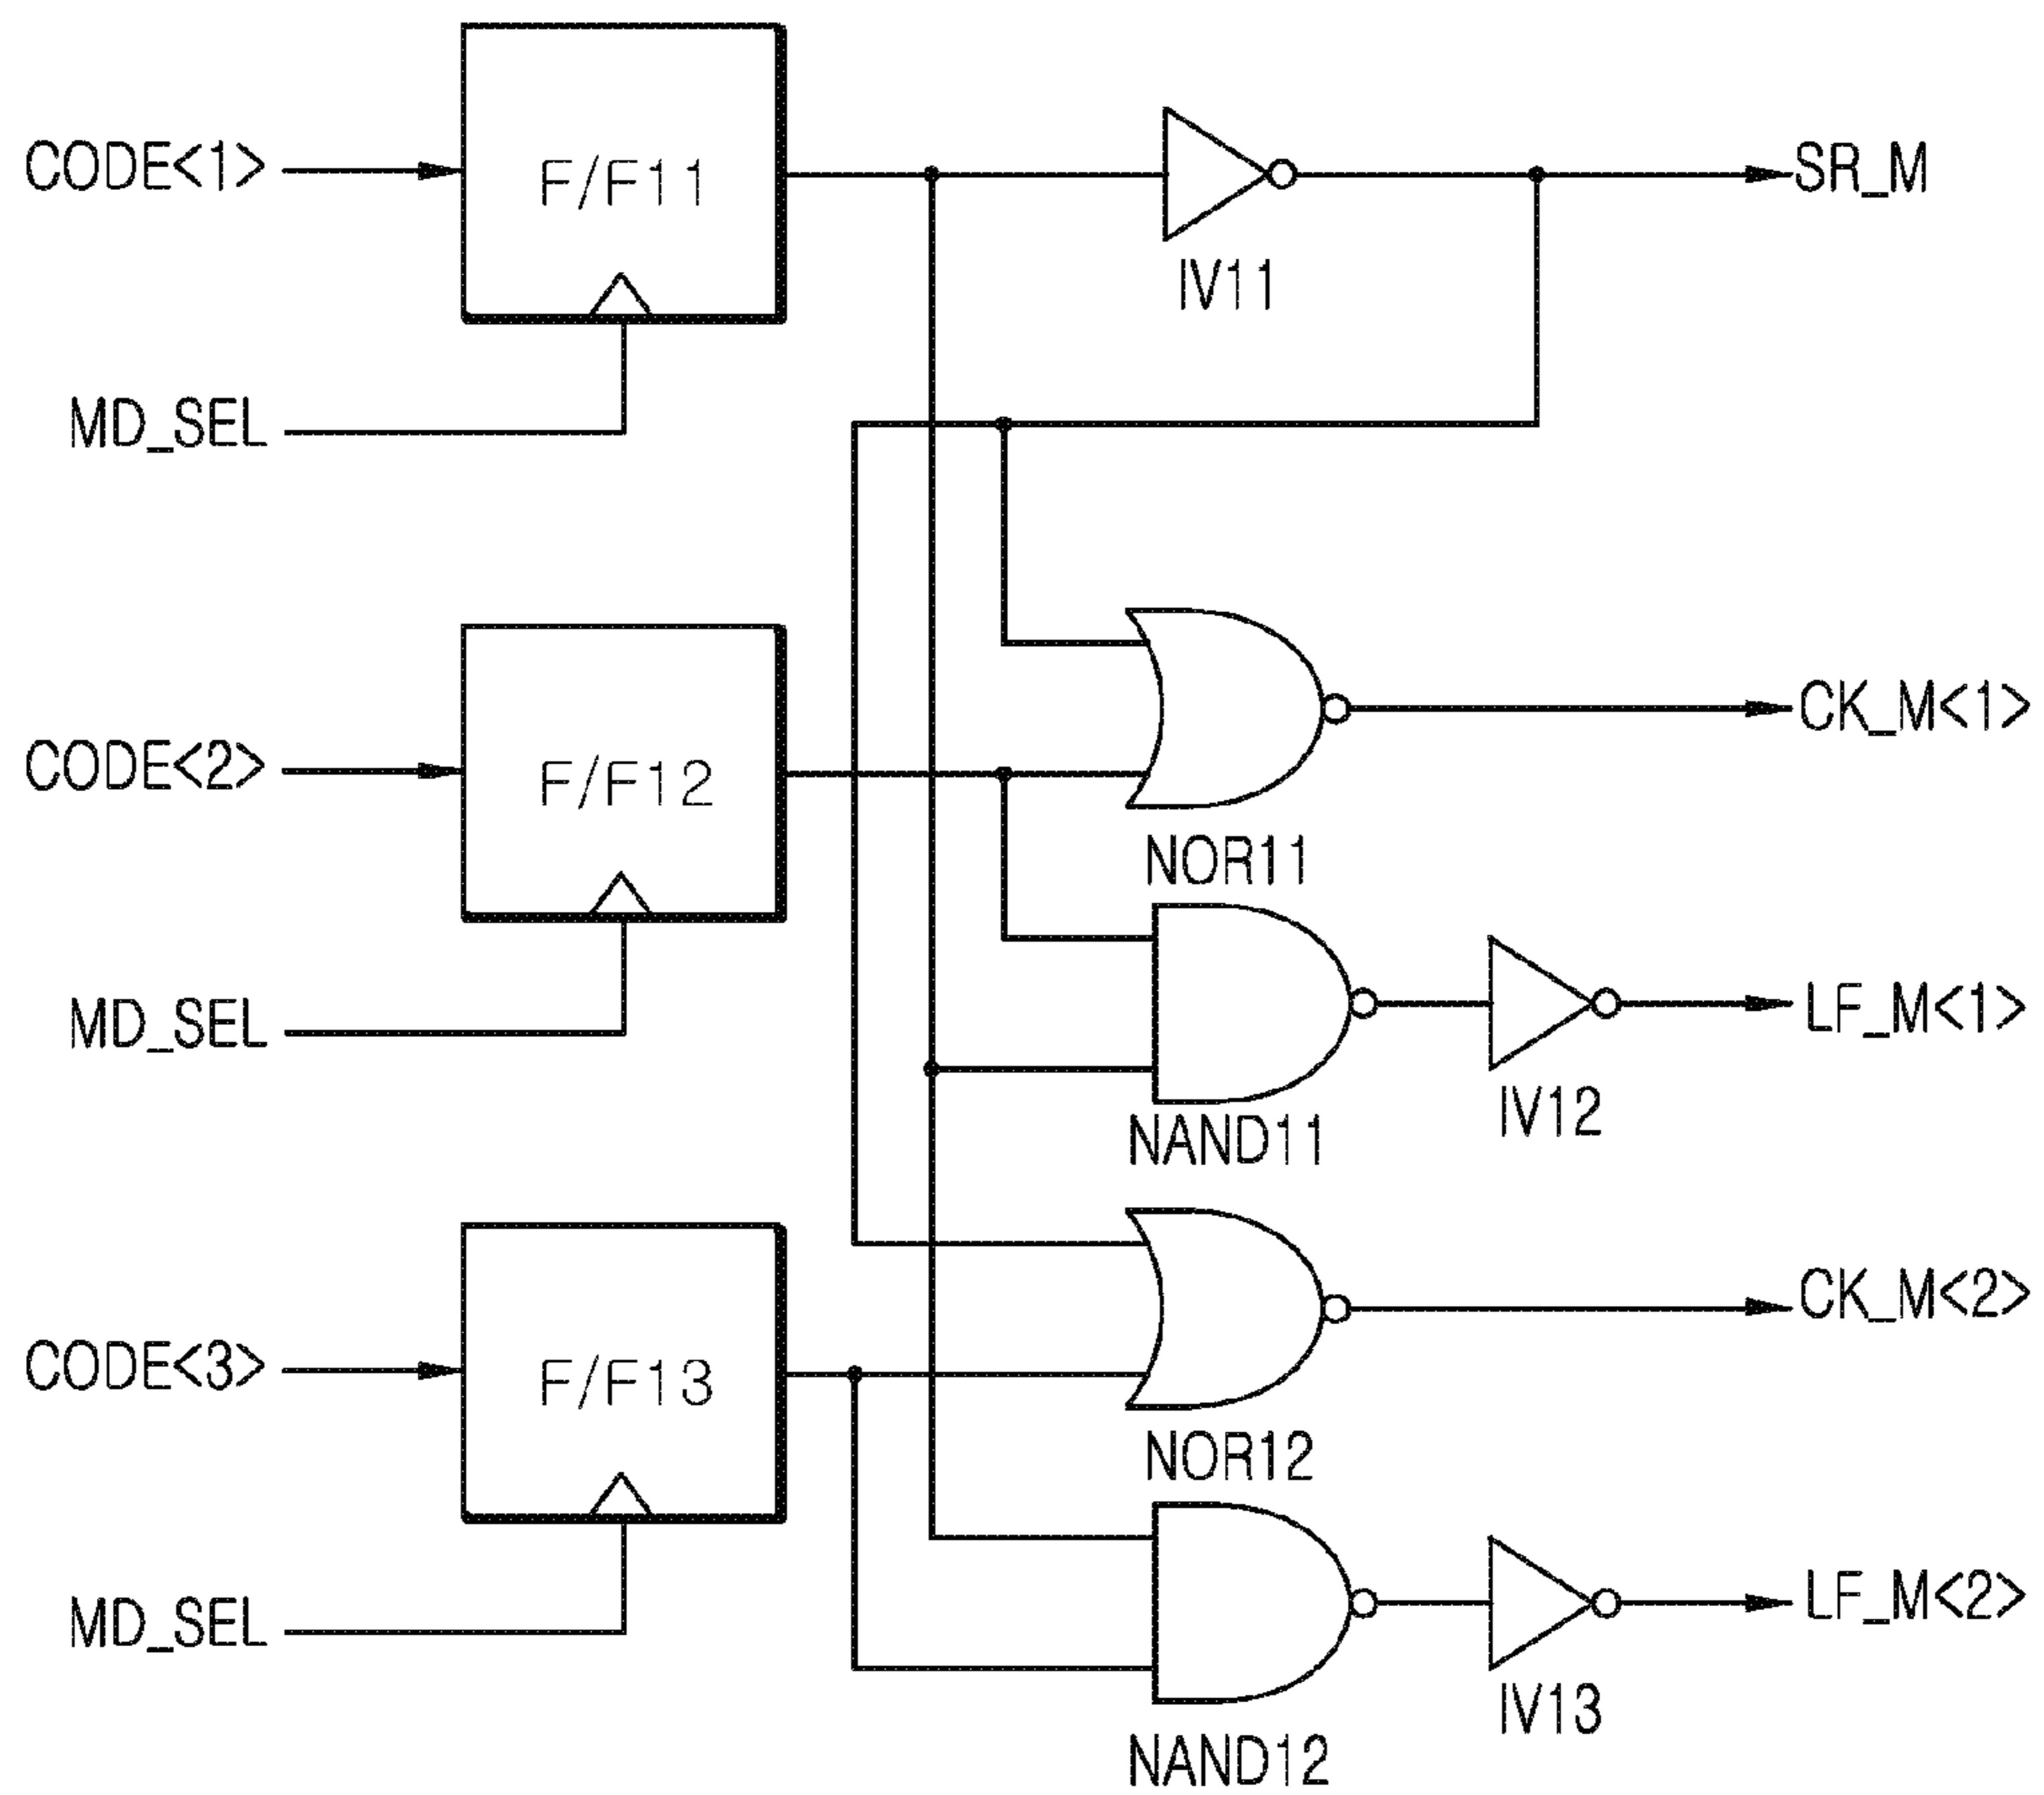 CODE<1>
F/F11
SR_M
IV11
MD_SEL
CODE<2>
F/F12
CK_M<1>
NOR11
MD_SEL
LF_M<1>
IV12
NAND11
CODE<3>
F/F13
CK_M<2>
NOR12
MD_SEL
LF_M<2>
IV13
NAND12